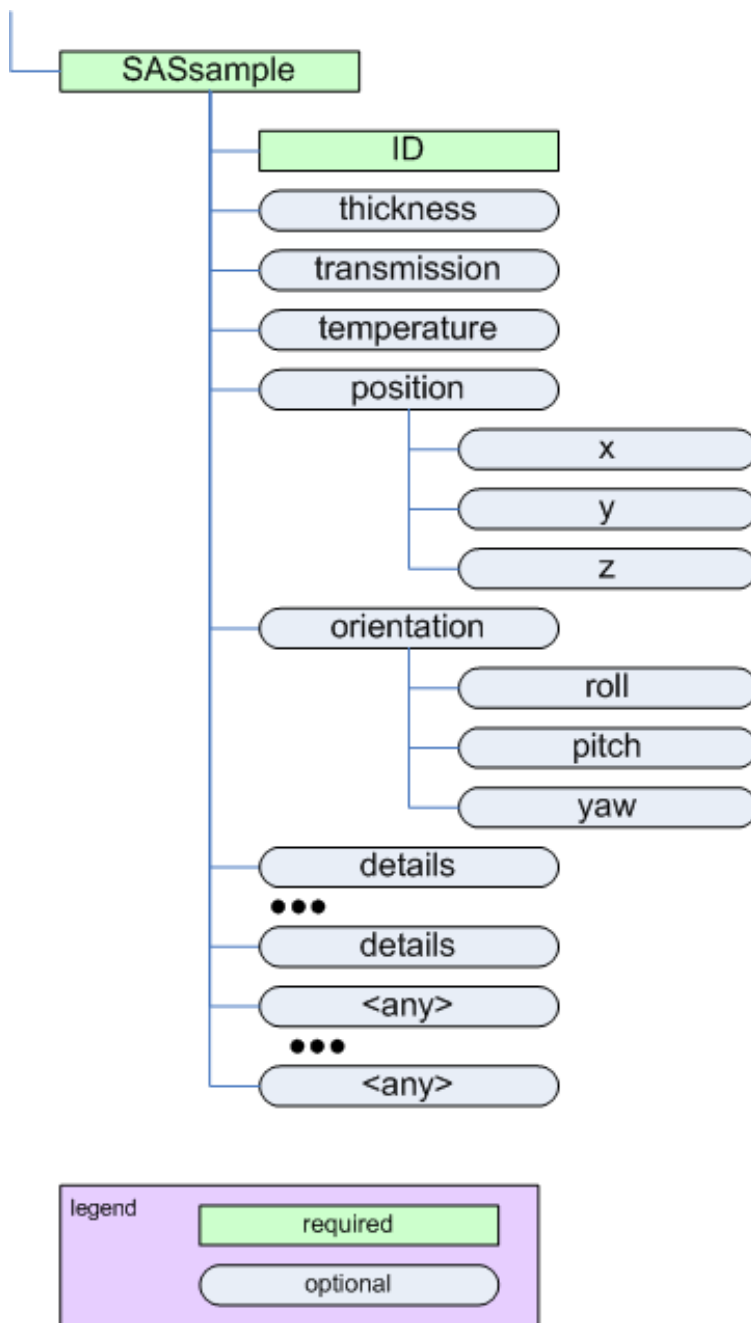 SASsample
ID
thickness
transmission
temperature
position
x
y
z
orientation
roll
pitch
yaw
details
details
<any>
<any>
legend
required
optional